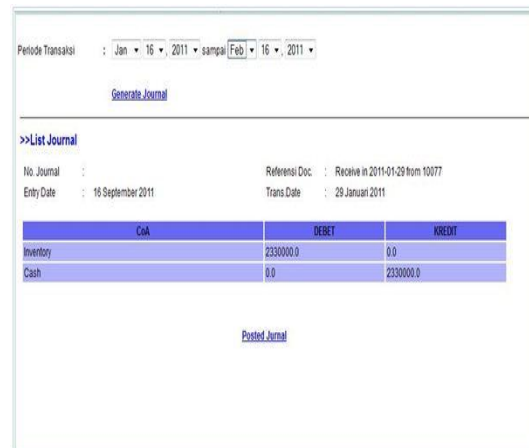 Periode Transaksi : Jan 16 , 2011 sampai Feb 16 , 2011
Generate Journal
>>List Journal
No. Journal : Referensi Doc. : Receive in 2011-01-29 from 10077
Entry Date : 16 September 2011 Trans.Date : 29 Januari 2011
CoA DEBET KREDIT
Inventory 2330000.0 0.0
Cash 0.0 2330000.0
Posted Jurnal